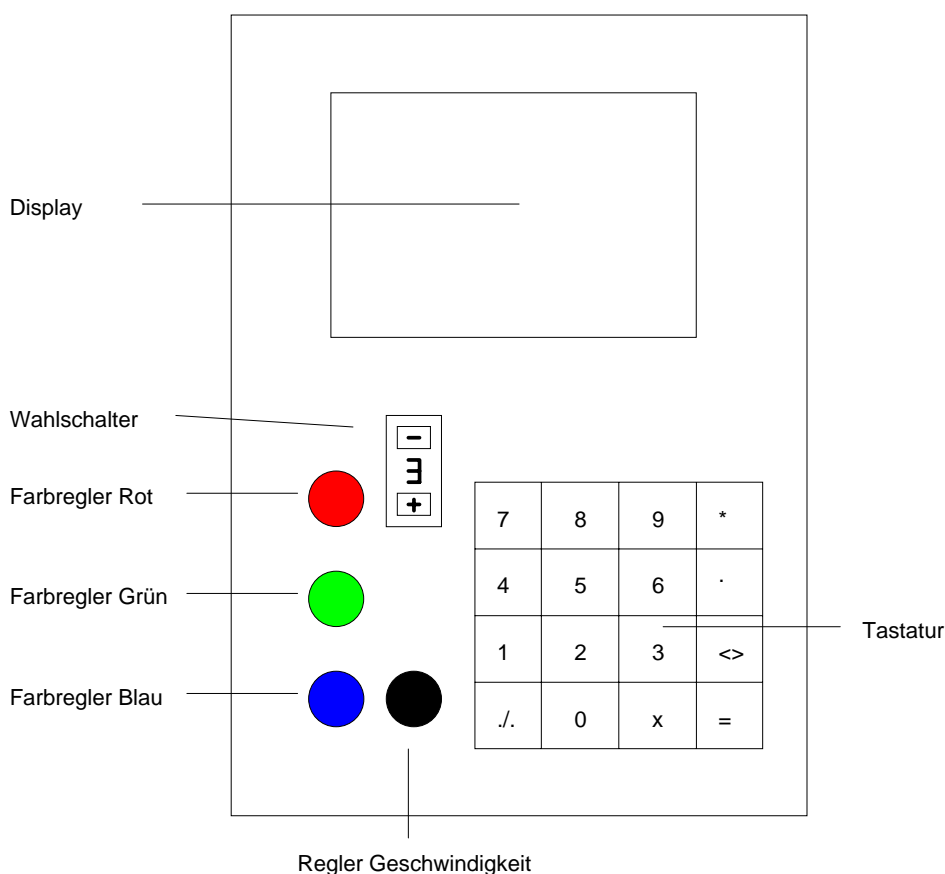 Display
Wahlschalter
-
3
+
Farbregler Rot
7 8 9 *
Farbregler Grün
4 5 6 .
Tastatur
1 2 3 <>
Farbregler Blau
./. 0 x =
Regler Geschwindigkeit